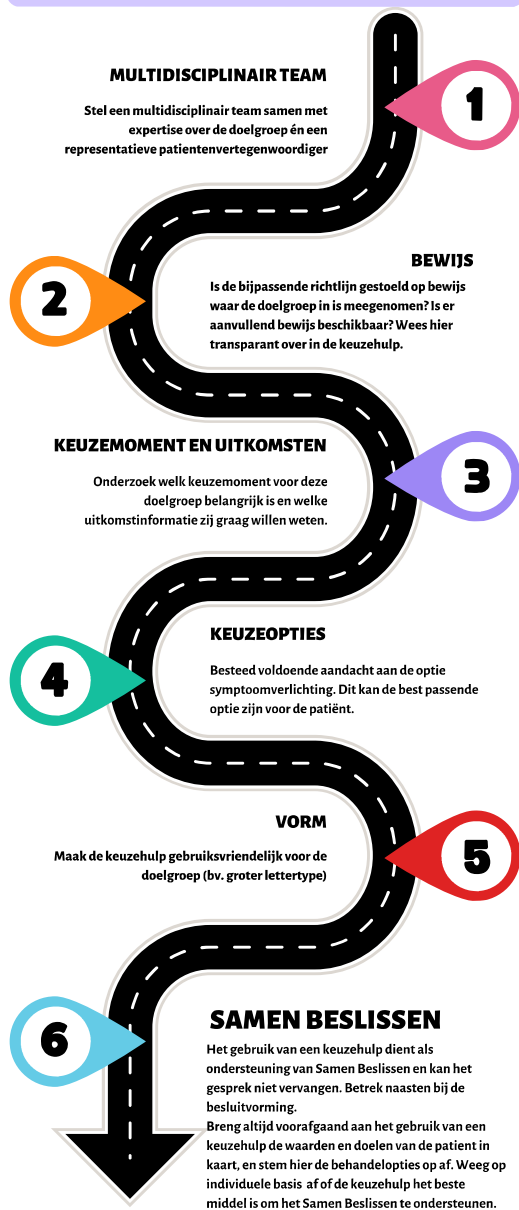 MULTIDISCIPLINAIR TEAM
1
Stel een multidisciplinair team samen met
expertise over de doelgroep én een
representatieve patientenvertegenwoordiger
BEWIJS
2
Is de bijpassende richtlijn gestoeld op bewijs
waar de doelgroep in is meegenomen? Is er
aanvullend bewijs beschikbaar? Wees hier
transparant over in de keuzehulp.
KEUZEMOMENT EN UITKOMSTEN
3
Onderzoek welk keuzemoment voor deze
doelgroep belangrijk is en welke
uitkomstinformatie zij graag willen weten.
KEUZEOPTIES
4
Besteed voldoende aandacht aan de optie
symptoomverlichting. Dit kan de best passende
optie zijn voor de patiënt.
VORM
5
Maak de keuzehulp gebruiksvriendelijk voor de
doelgroep (bv. groter lettertype)
SAMEN BESLISSEN
6
Het gebruik van een keuzehulp dient als
ondersteuning van Samen Beslissen en kan het
gesprek niet vervangen. Betrek naasten bij de
besluitvorming.
Breng altijd voorafgaand aan het gebruik van een
keuzehulp de waarden en doelen van de patient in
kaart, en stem hier de behandelopties op af. Weeg op
individuele basis af of de keuzehulp het beste
middel is om het Samen Beslissen te ondersteunen.